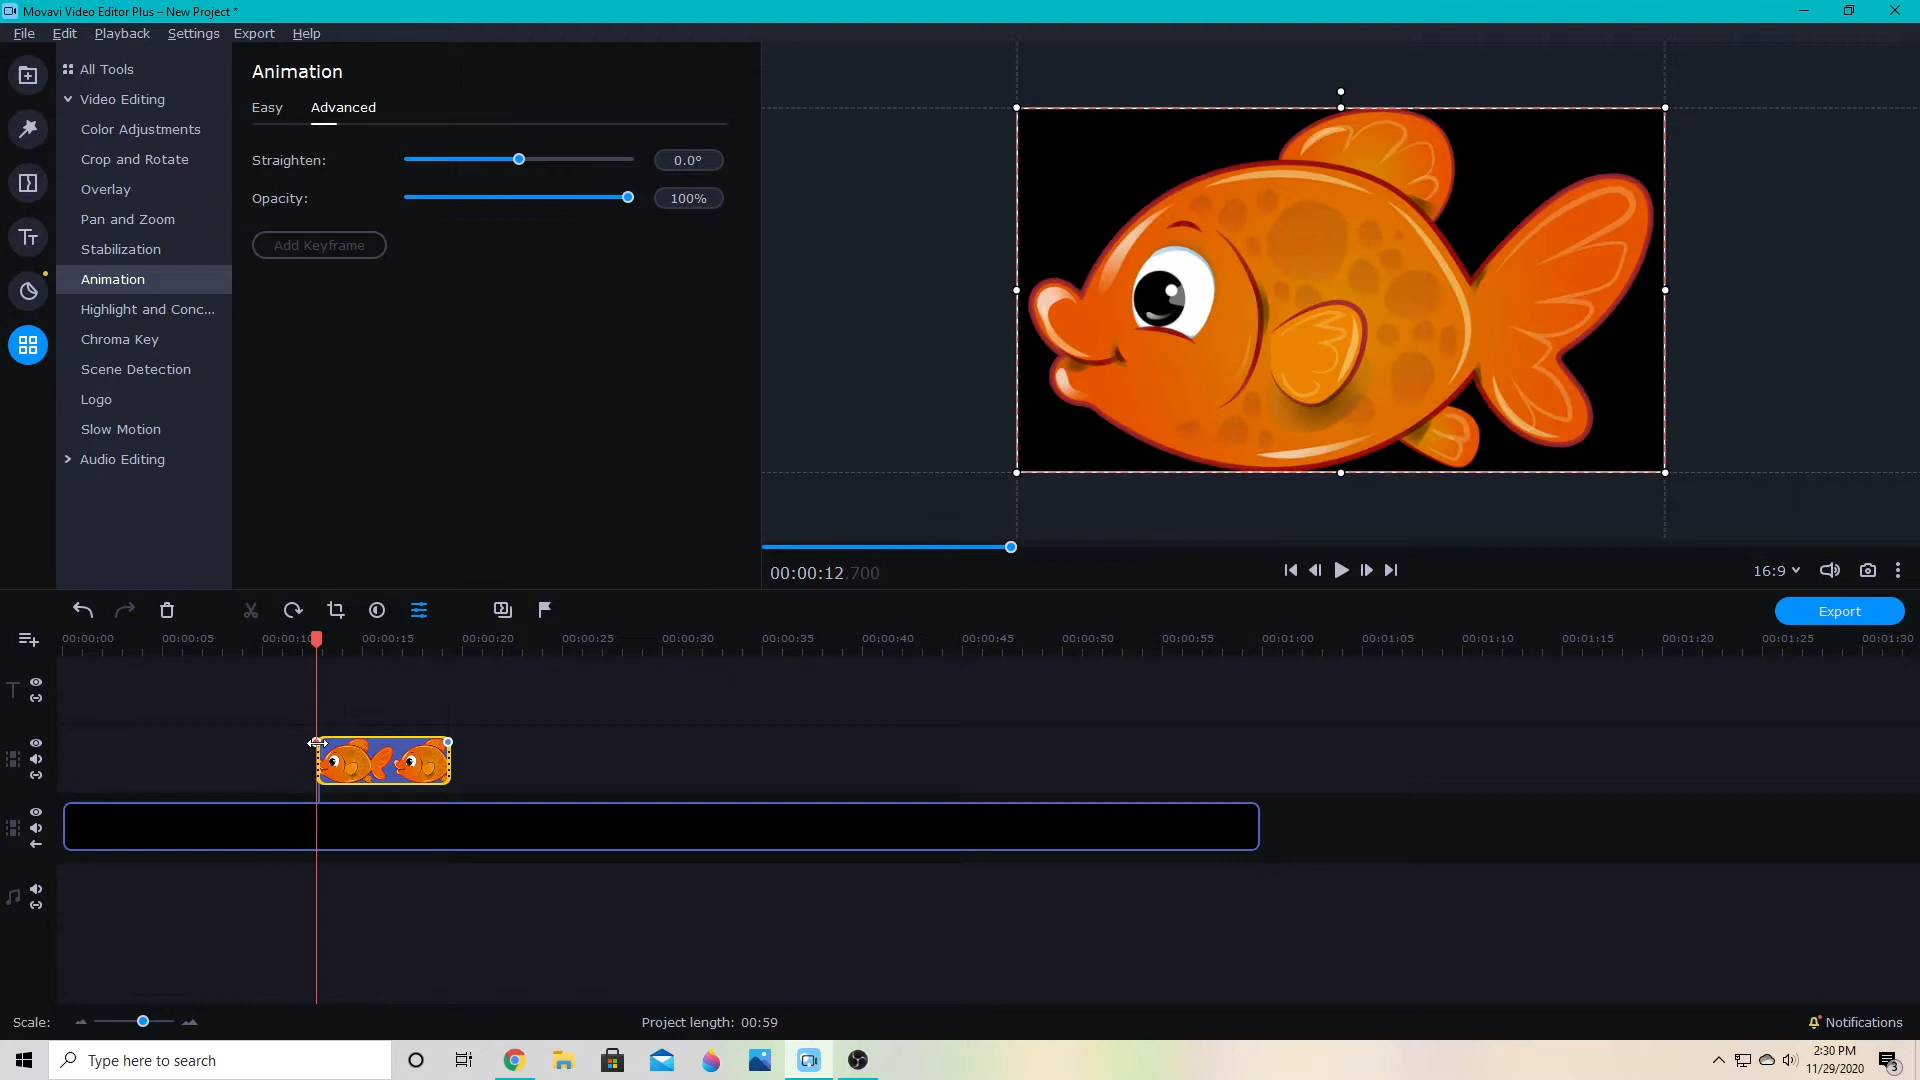 Movavi Video Editor Plus – New Project *
File Edit Playback Settings Export Help
All Tools
Video Editing
Color Adjustments
Crop and Rotate
Overlay
Pan and Zoom
Stabilization
Animation
Highlight and Conc...
Chroma Key
Scene Detection
Logo
Slow Motion
Audio Editing
Animation
Easy Advanced
Straighten: 0.0°
Opacity: 100%
Add Keyframe
00:00:12.700
16:9
Export
00:00:00 00:00:05 00:00:10 00:00:15 00:00:20 00:00:25 00:00:30 00:00:35 00:00:40 00:00:45 00:00:50 00:00:55 00:01:00 00:01:05 00:01:10 00:01:15 00:01:20 00:01:25 00:01:30
Scale: Project length: 00:59 Notifications
Type here to search
2:30 PM
11/29/2020
3